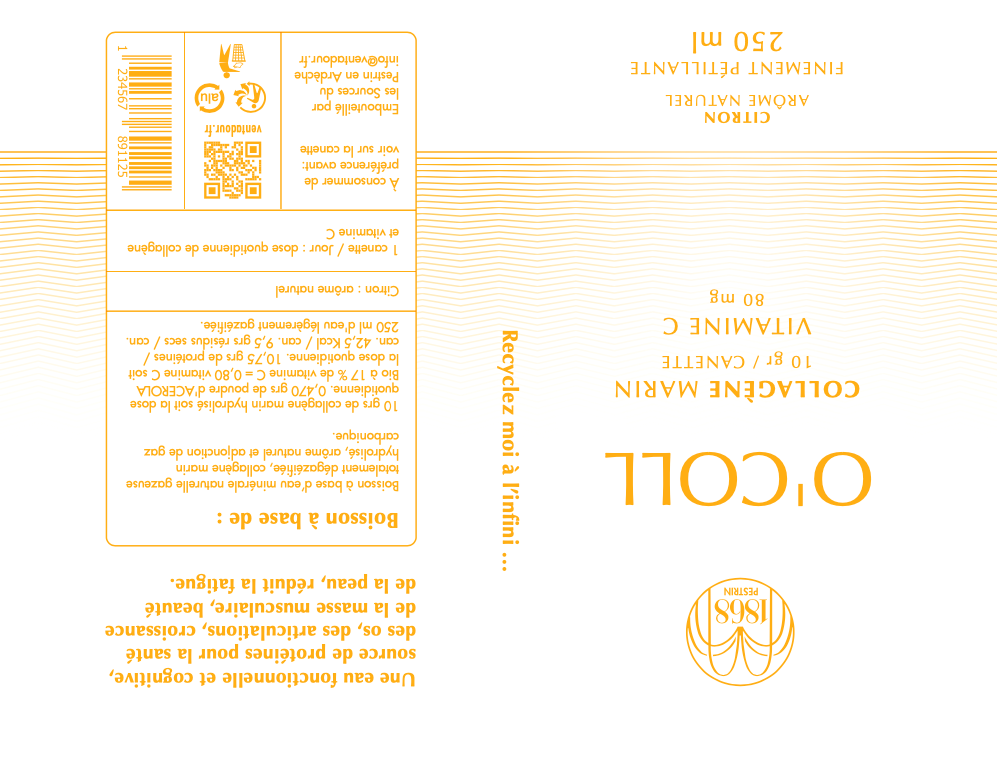 1868
PESTRIN
O'COLL
COLLAGÈNE MARIN
10 gr / CANETTE
VITAMINE C
80 mg
CITRON
ARÔME NATUREL
FINEMENT PÉTILLANTE
250 ml
Recyclez moi à l'infini ...
Une eau fonctionnelle et cognitive,
source de protéines pour la santé
des os, des articulations, croissance
de la masse musculaire, beauté
de la peau, réduit la fatigue.
Boisson à base de :
Boisson à base d'eau minérale naturelle gazeuse
totalement dégazéifiée, collagène marin
hydrolisé, arôme naturel et adjonction de gaz
carbonique.
10 grs de collagène marin hydrolisé soit la dose
quotidienne. 0,470 grs de poudre d'ACEROLA
Bio à 17 % de vitamine C = 0,80 vitamine C soit
la dose quotidienne. 10,75 grs de protéines /
can. 42,5 Kcal / can. 9,5 grs résidus secs / can.
250 ml d'eau légèrement gazéifiée.
Citron : arôme naturel
1 canette / Jour : dose quotidienne de collagène
et vitamine C
À consommer de
préférence avant:
voir sur la canette
Embouteillé par
les Sources du
Pestrin en Ardèche
info@ventadour.fr
ventadour.fr
alu
1 234567 891125